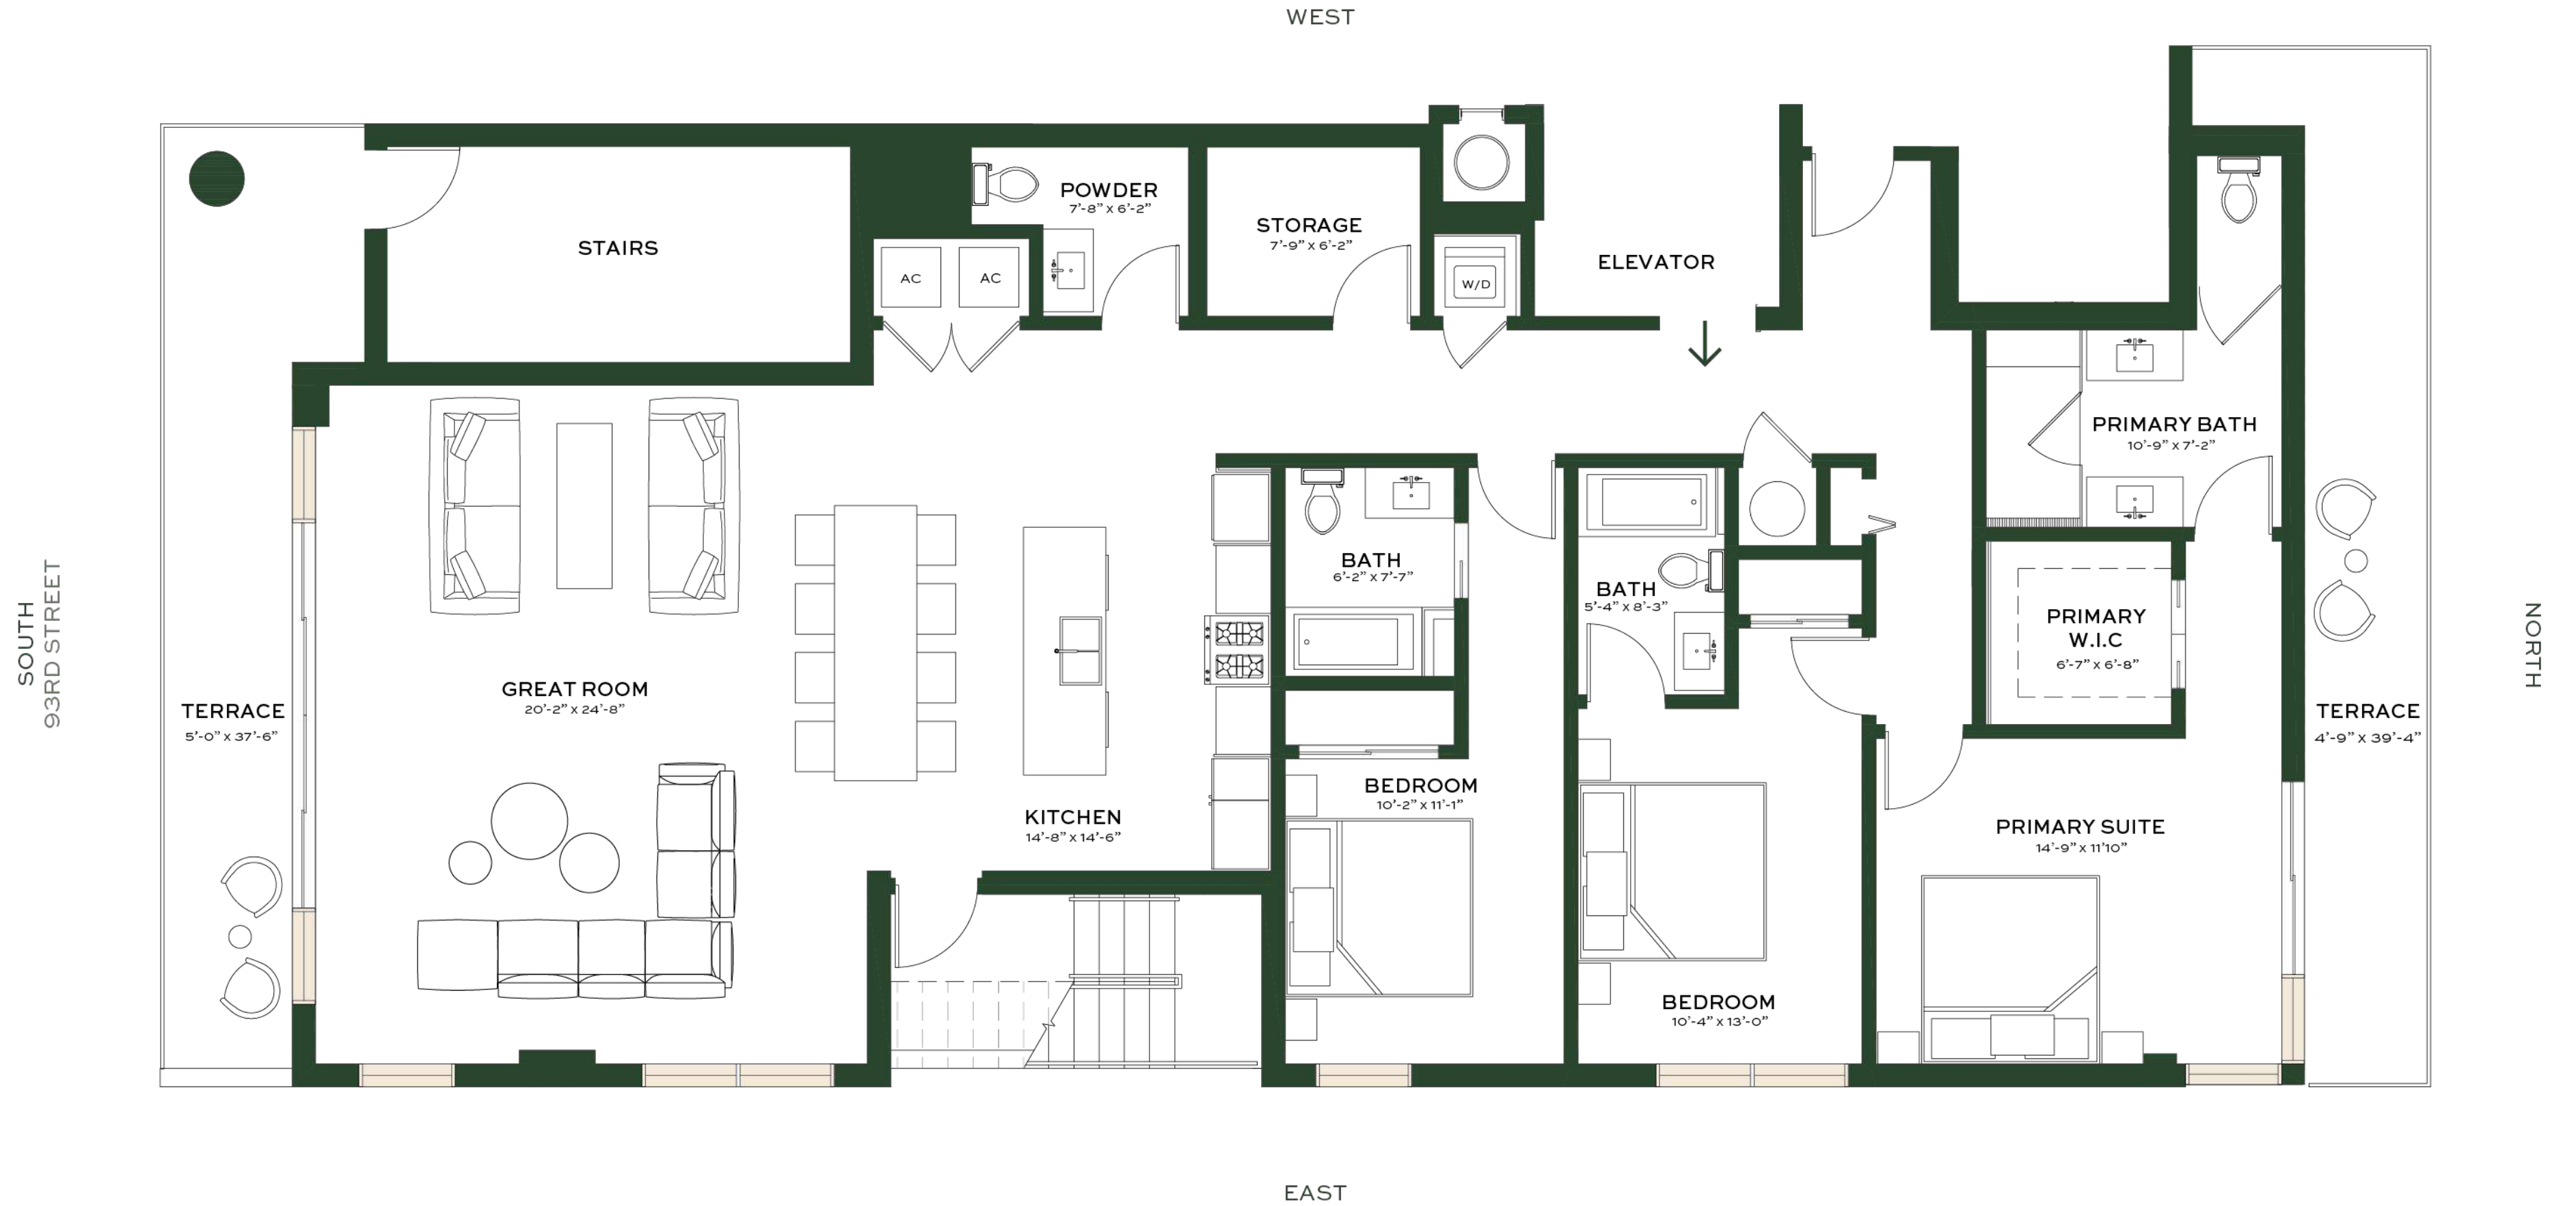 WEST
POWDER
7'-8" x 6'-2"
STORAGE
7'-9" x 6'-2"
STAIRS
ELEVATOR
AC
AC
W/D
PRIMARY BATH
10'-9" x 7'-2"
BATH
6'-2" x 7'-7"
BATH
5'-4" x 8'-3"
PRIMARY
W.I.C
6'-7" x 6'-8"
SOUTH
93RD STREET
NORTH
GREAT ROOM
20'-2" x 24'-8"
TERRACE
5'-0" x 37'-6"
TERRACE
4'-9" x 39'-4"
BEDROOM
10'-2" x 11'-1"
KITCHEN
14'-8" x 14'-6"
PRIMARY SUITE
14'-9" x 11'10"
BEDROOM
10'-4" x 13'-0"
EAST